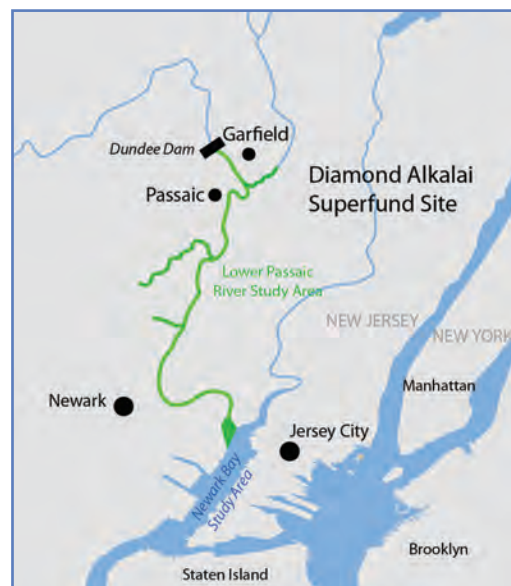 Garfield
Dundee Dam
Passaic
Diamond Alkalai
Superfund Site
Lower Passaic
River Study Area
NEW JERSEY
NEW YORK
Manhattan
Newark
Jersey City
Newark Bay
Study Area
Brooklyn
Staten Island